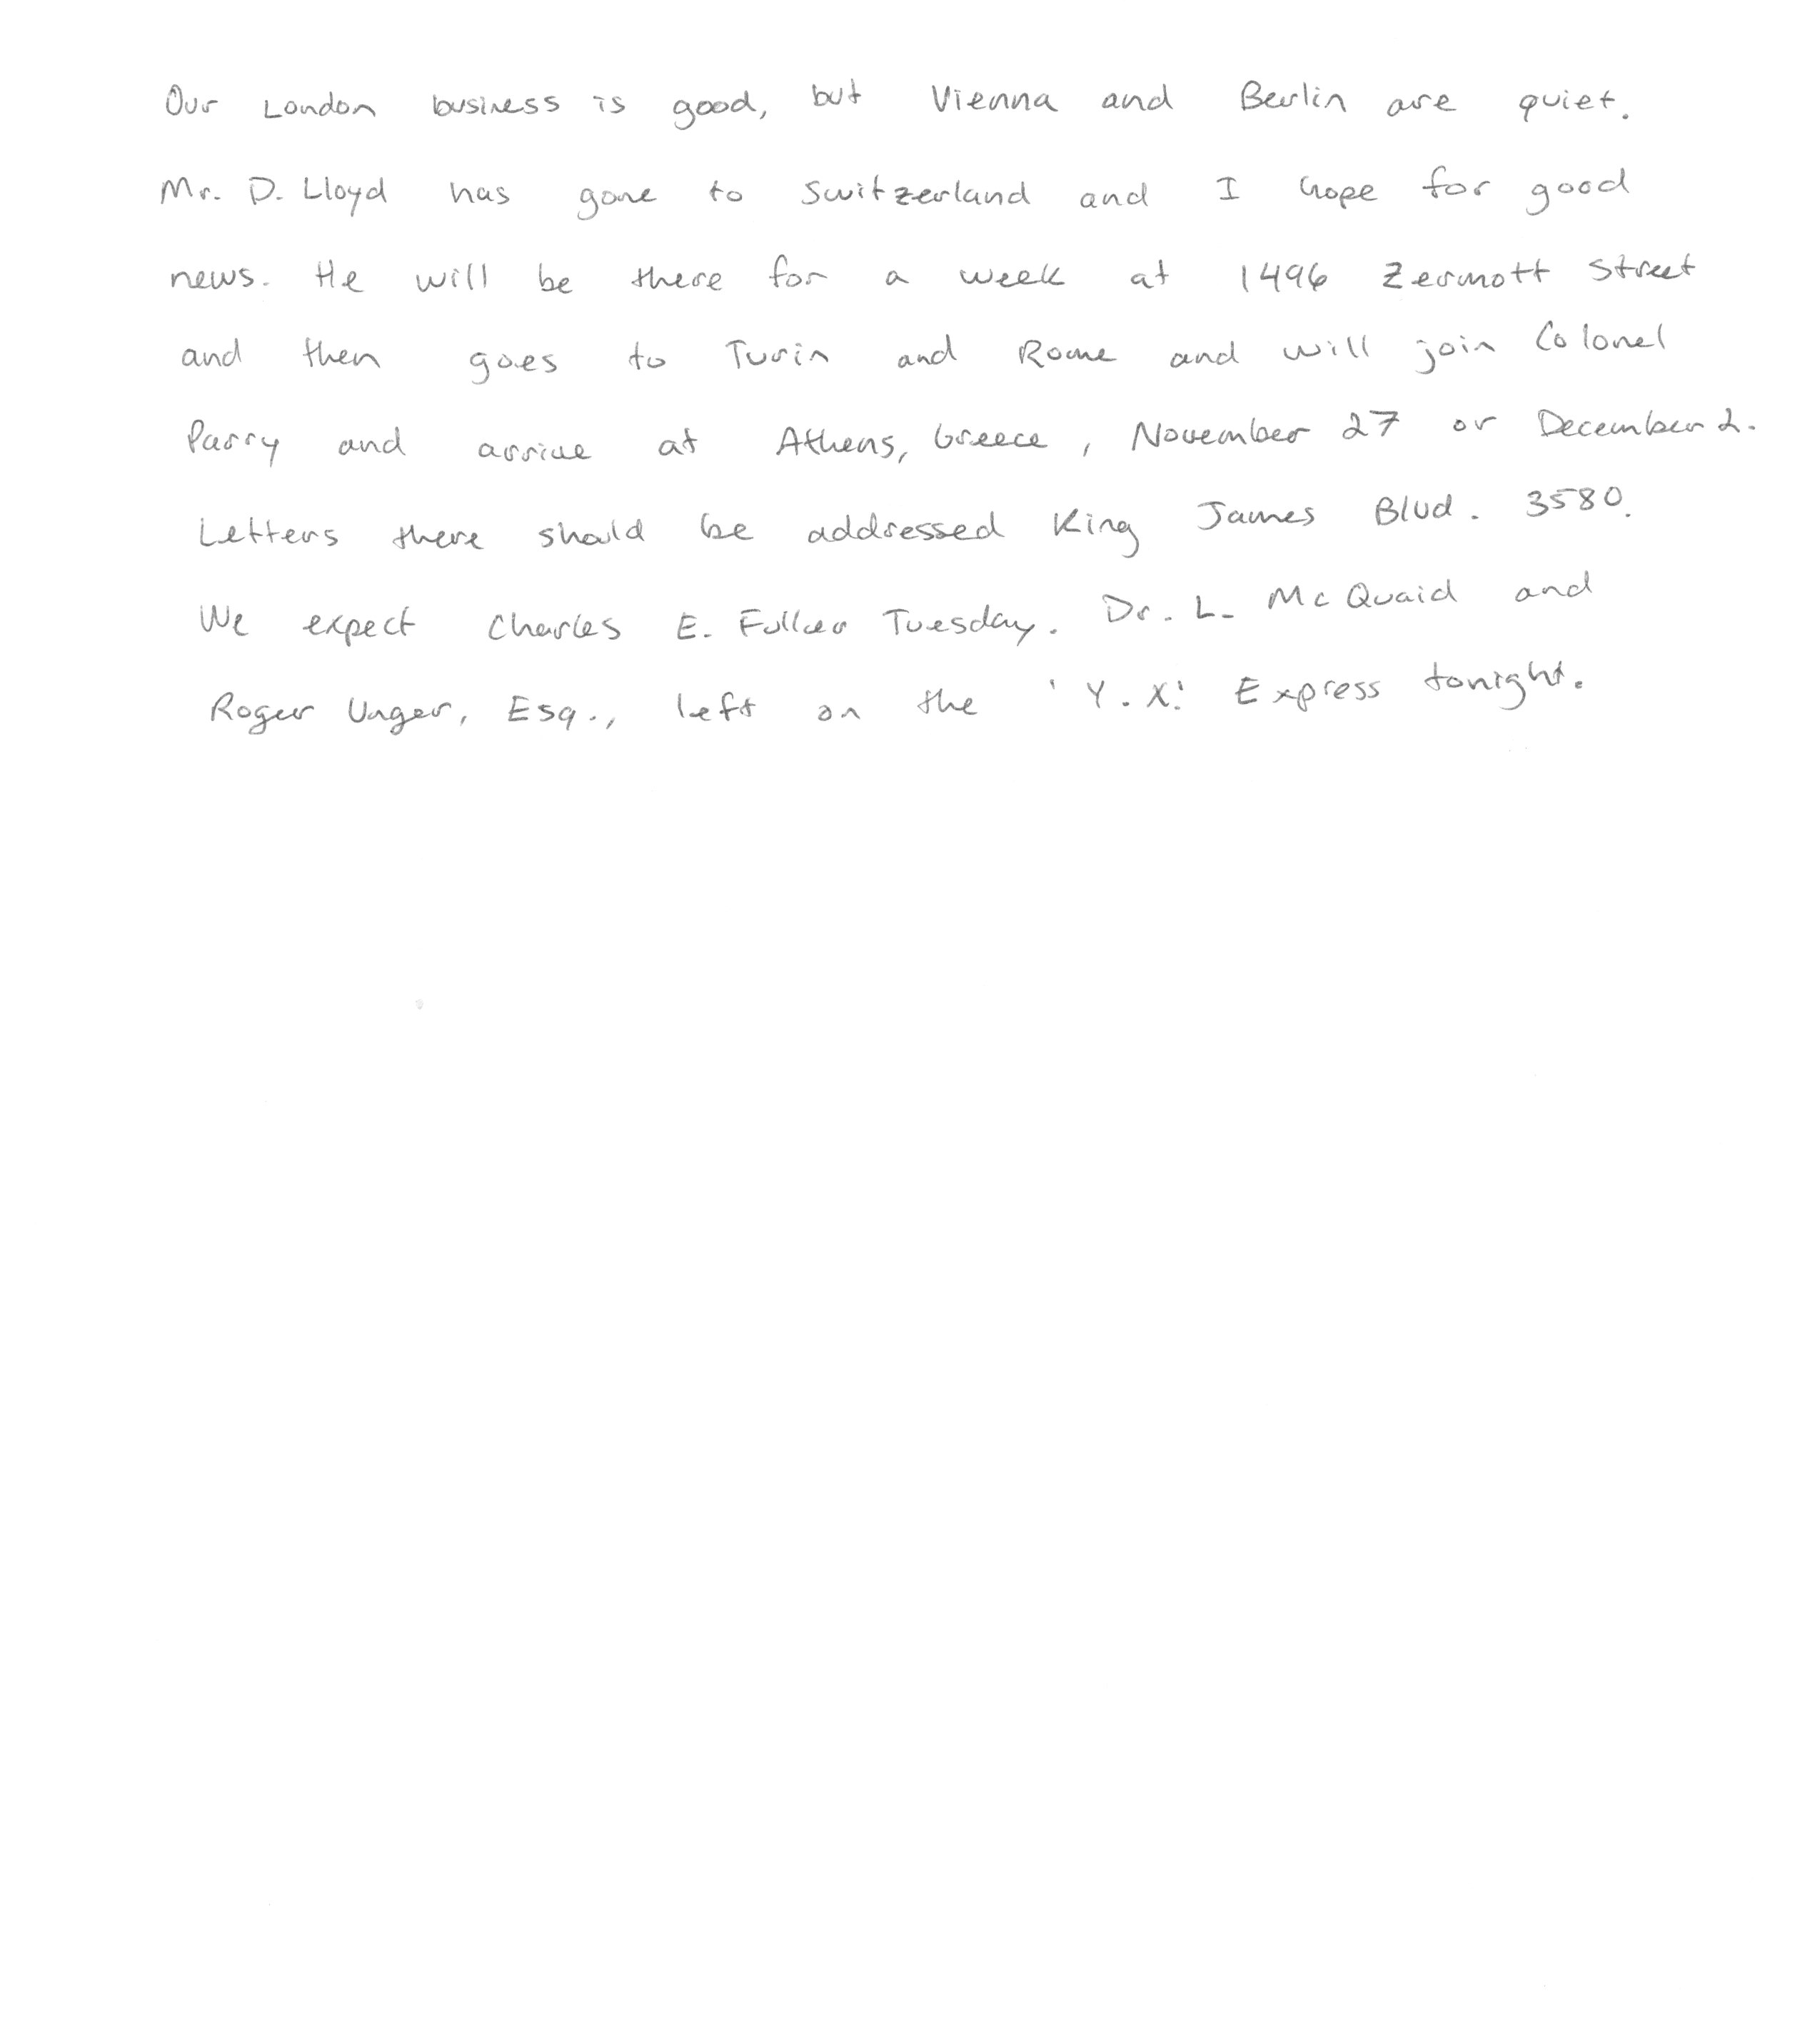 Our London business is good, but Vienna and Berlin are quiet.
Mr. D. Lloyd has gone to Switzerland and I hope for good
news. He will be there for a week at 1496 Zermott Street
and then goes to Turin and Rome and will join Colonel
Parry and arrive at Athens, Greece, November 27 or December 2.
Letters there should be addressed King James Blvd. 3580.
We expect Charles E. Fuller Tuesday. Dr. L. McQuaid and
Roger Unger, Esq., left on the 'Y.X.' Express tonight.